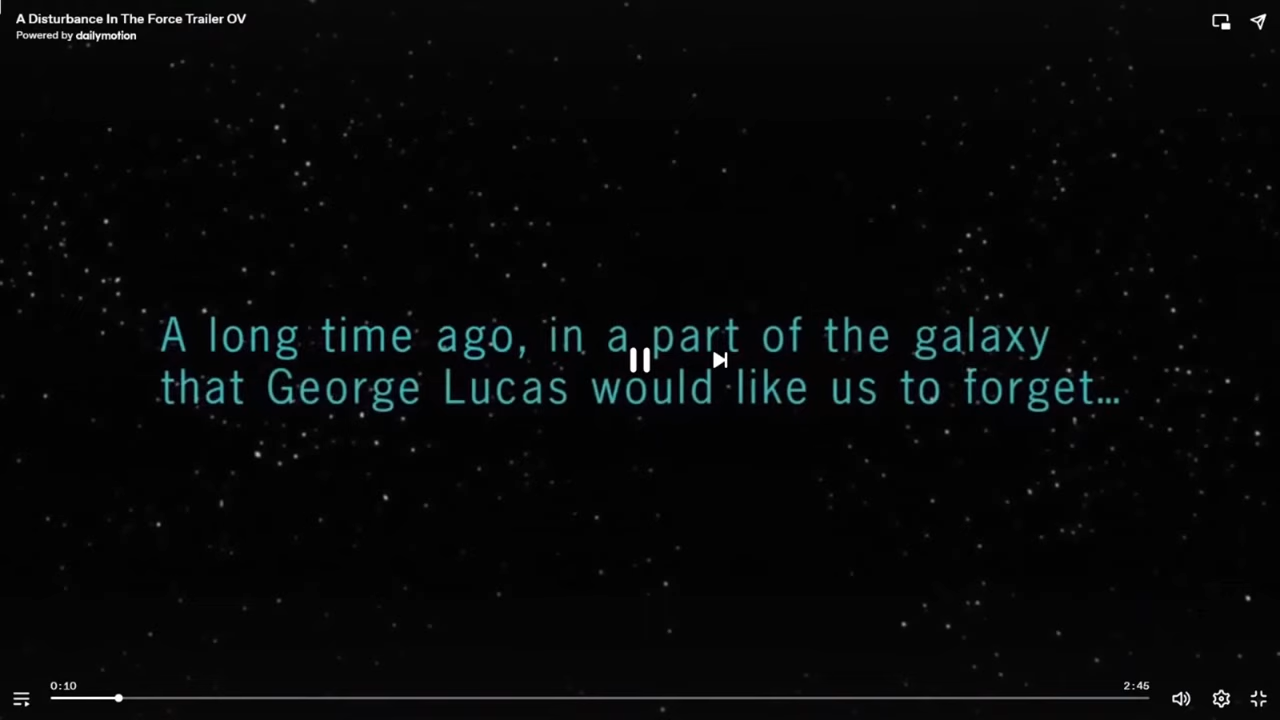 A Disturbance In The Force Trailer OV
Powered by dailymotion
A long time ago, in a part of the galaxy
that George Lucas would like us to forget…
0:10
2:45